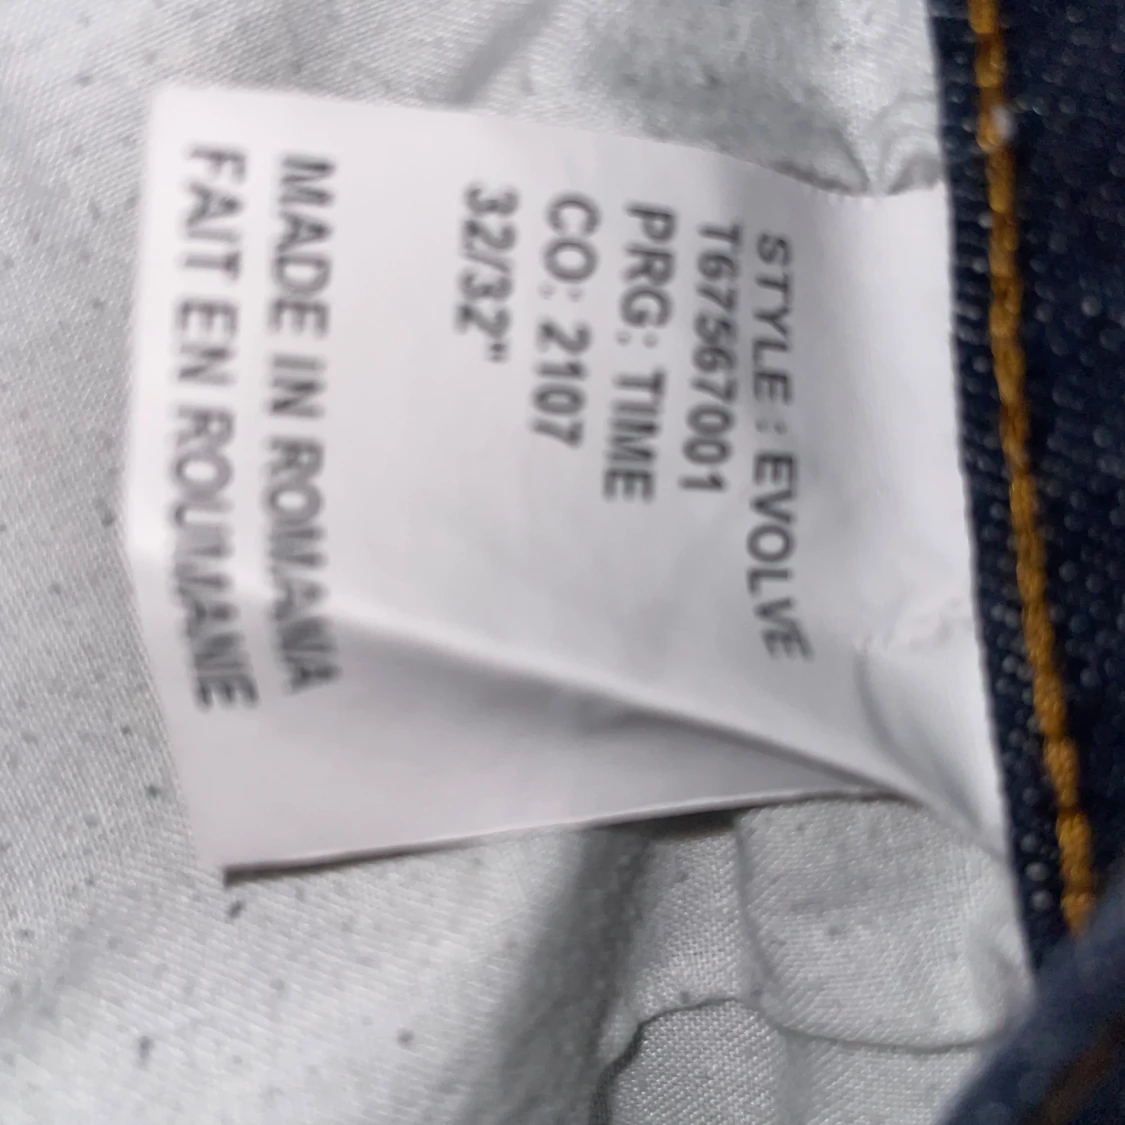 STYLE : EVOLVE
T67567001
PRG: TIME
CO: 2107
32/32"
MADE IN ROMANIA
FAIT EN ROUMANIE